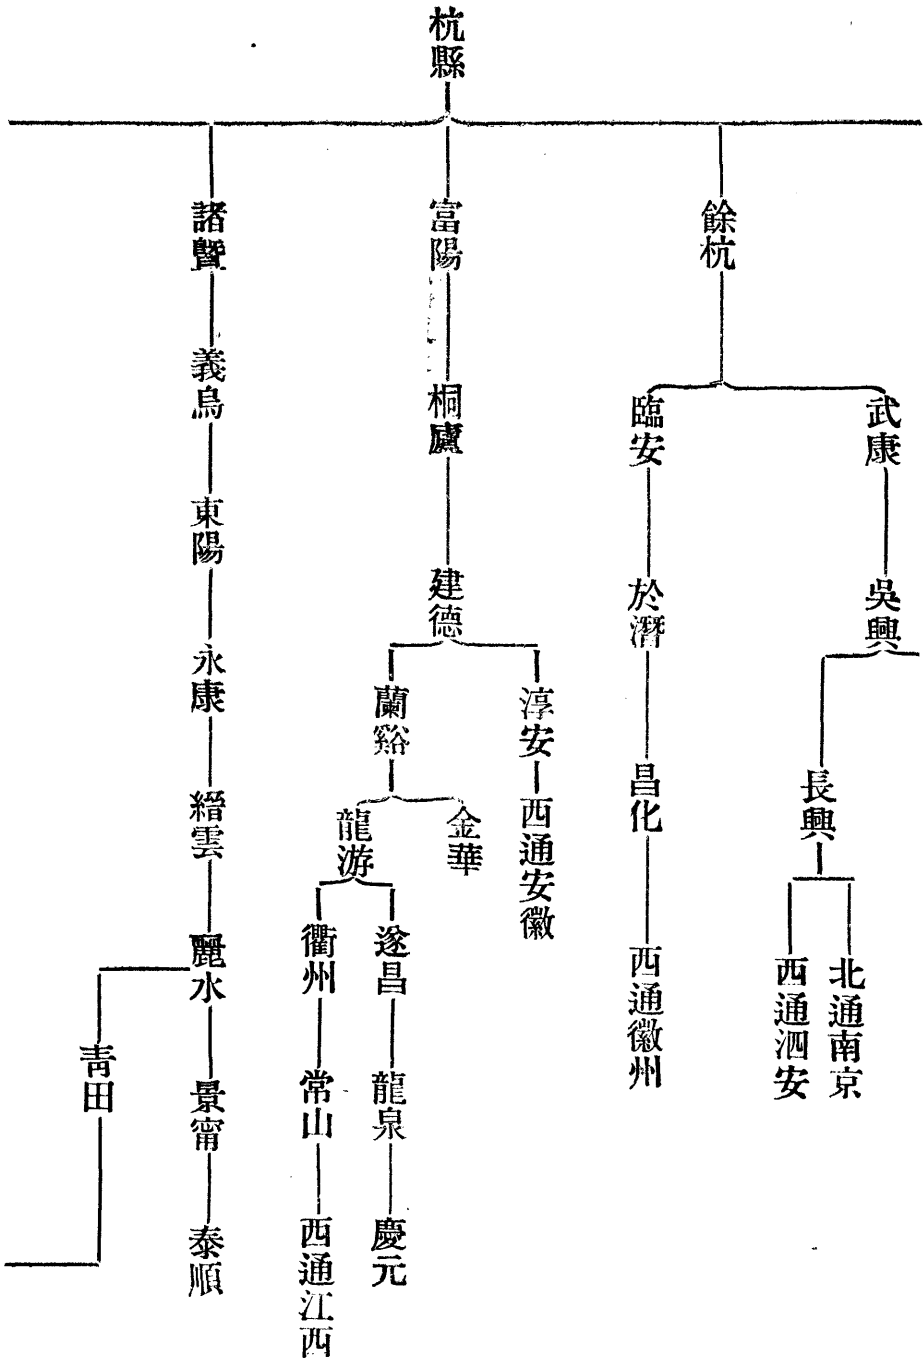 杭縣
餘杭
武康
吳興
長興
北通南京
西通泗安
臨安
於潛
昌化
西通徽州
富陽
桐廬
建德
淳安
西通安徽
蘭谿
金華
龍游
遂昌
龍泉
慶元
衢州
常山
西通江西
諸暨
義烏
東陽
永康
縉雲
麗水
景甯
泰順
靑田